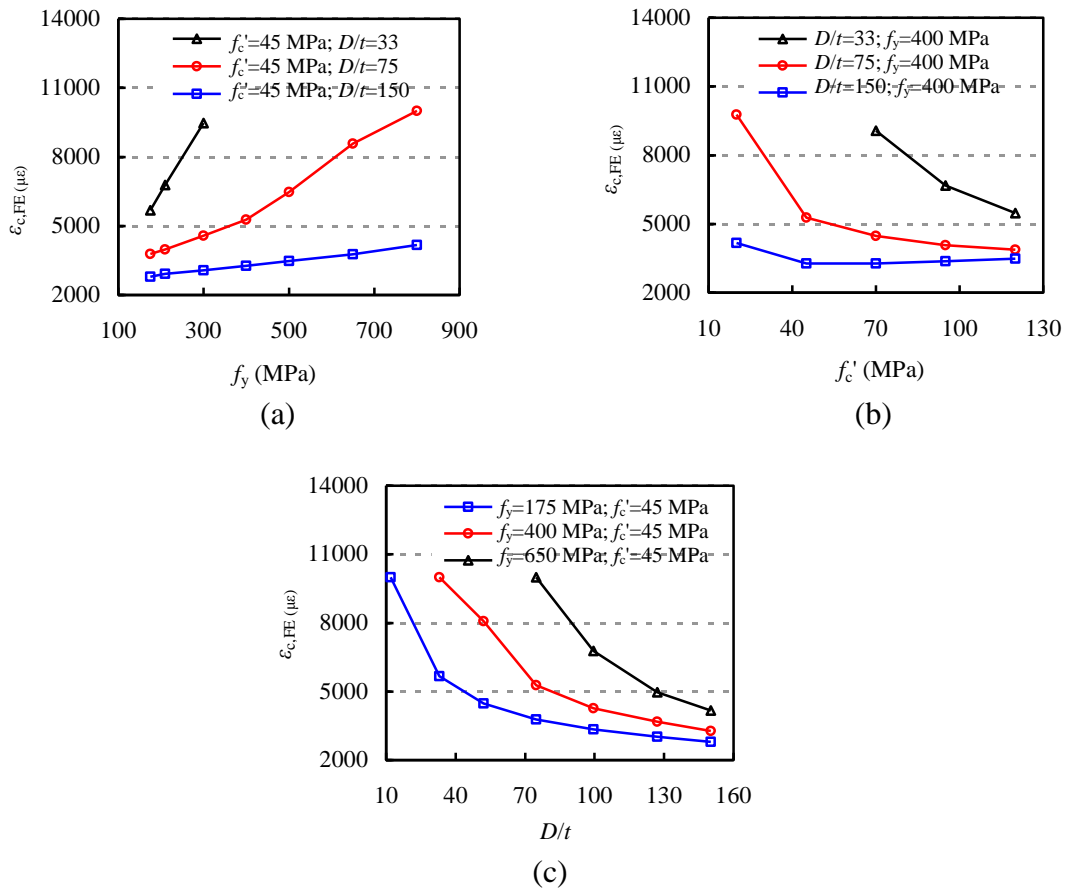 14000
11000
8000
5000
2000
εc,FE (με)
fc'=45 MPa; D/t=33
fc'=45 MPa; D/t=75
fc'=45 MPa; D/t=150
100 300 500 700 900
fy (MPa)
(a)
14000
11000
8000
5000
2000
εc,FE (με)
D/t=33; fy=400 MPa
D/t=75; fy=400 MPa
D/t=150; fy=400 MPa
10 40 70 100 130
fc' (MPa)
(b)
14000
11000
8000
5000
2000
εc,FE (με)
fy=175 MPa; fc'=45 MPa
fy=400 MPa; fc'=45 MPa
fy=650 MPa; fc'=45 MPa
10 40 70 100 130 160
D/t
(c)